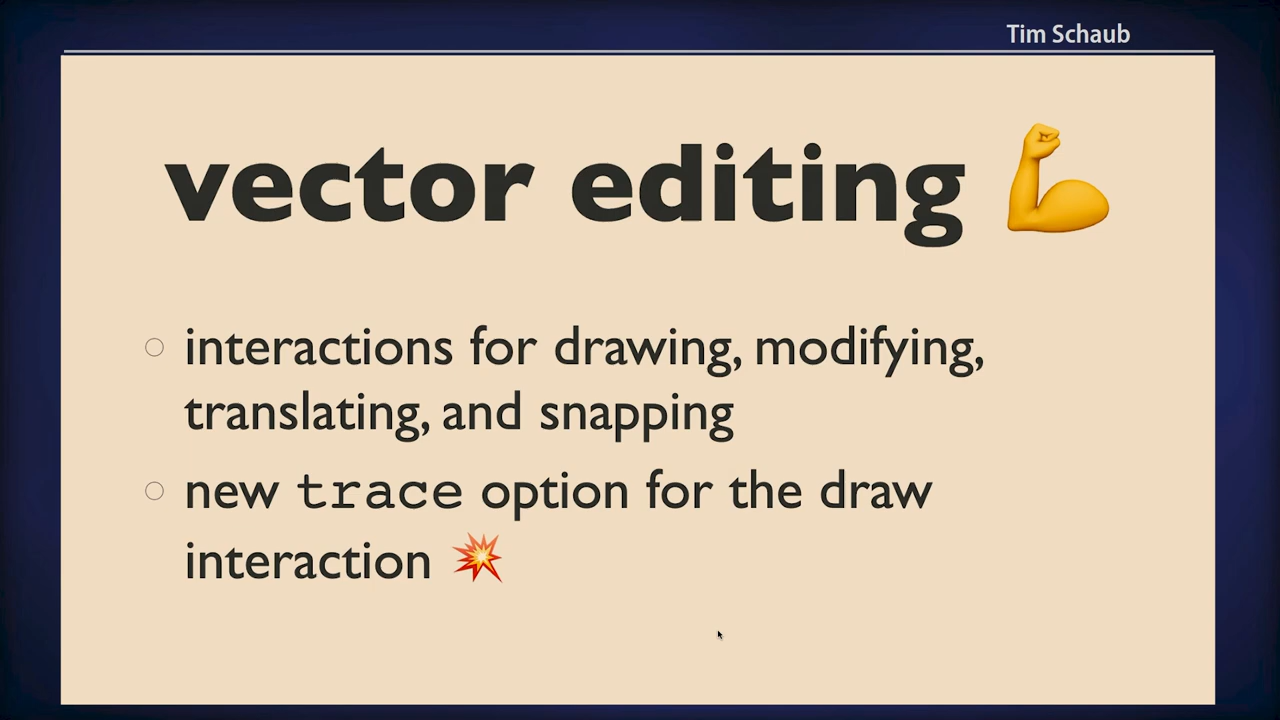 Tim Schaub
vector editing 💪
interactions for drawing, modifying,
translating, and snapping
new trace option for the draw
interaction 💥